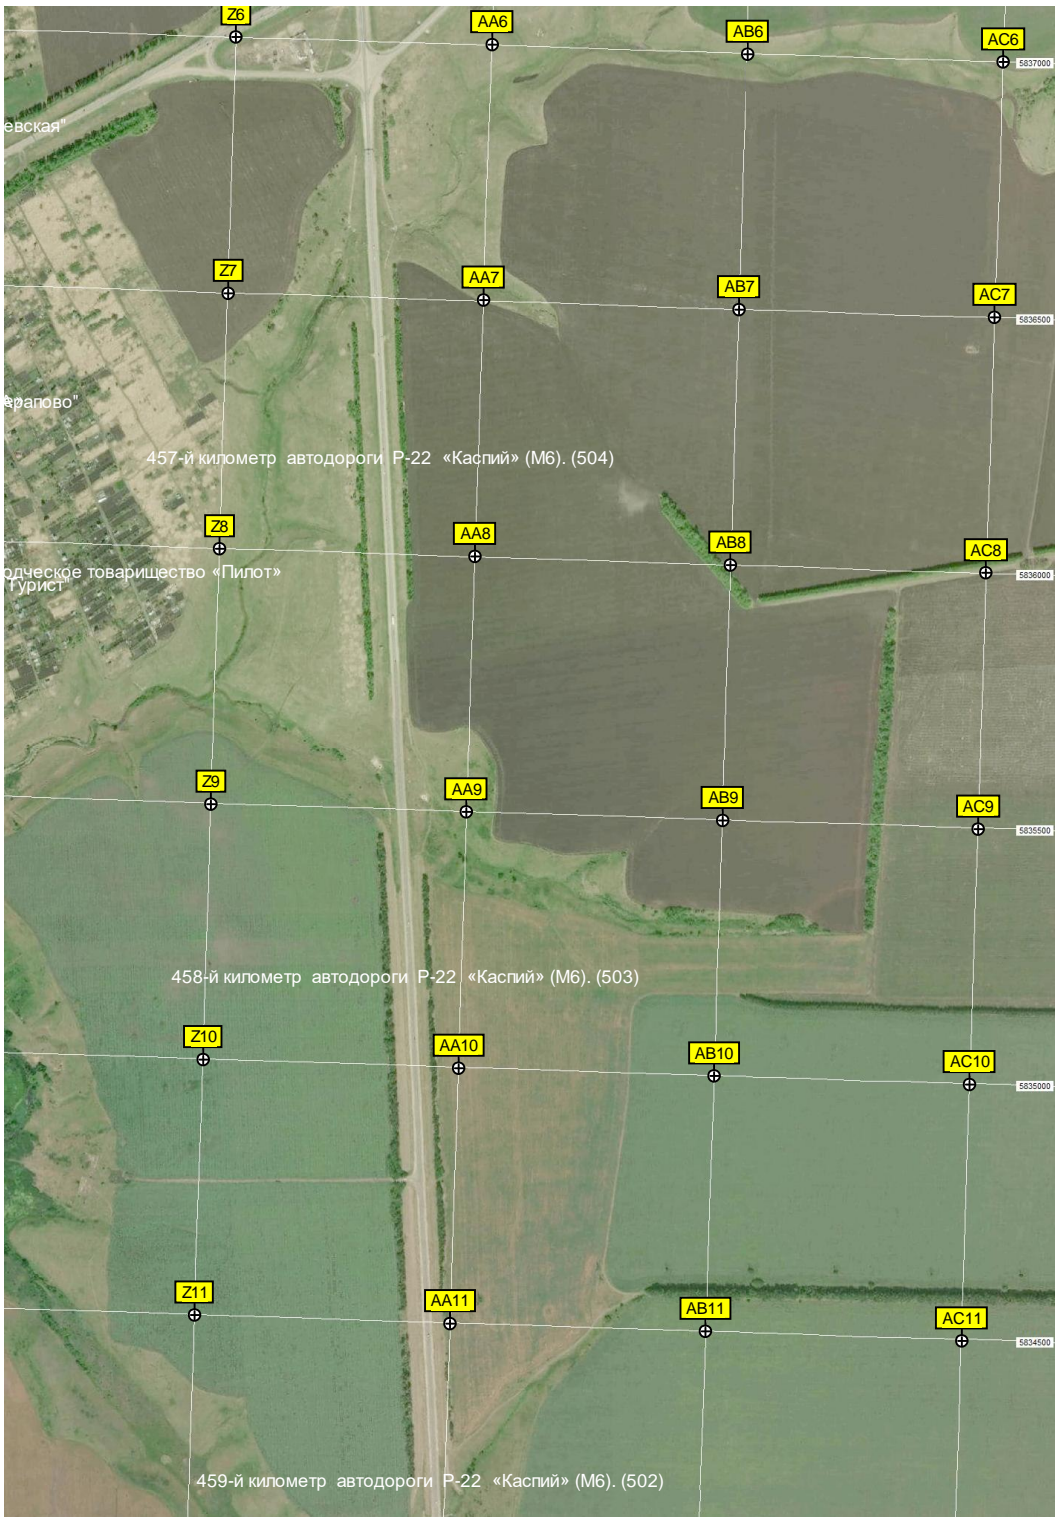 Z6
AA6
AB6
AC6
5837000
евская"
Z7
AA7
AB7
AC7
5836500
457-й километр автодороги Р-22 «Каспий» (М6). (504)
Z8
AA8
AB8
AC8
5836000
одческое товарищество «Пилот»
Турист"
Z9
AA9
AB9
AC9
5835500
458-й километр автодороги Р-22 «Каспий» (М6). (503)
Z10
AA10
AB10
AC10
5835000
Z11
AA11
AB11
AC11
5834500
459-й километр автодороги Р-22 «Каспий» (М6). (502)